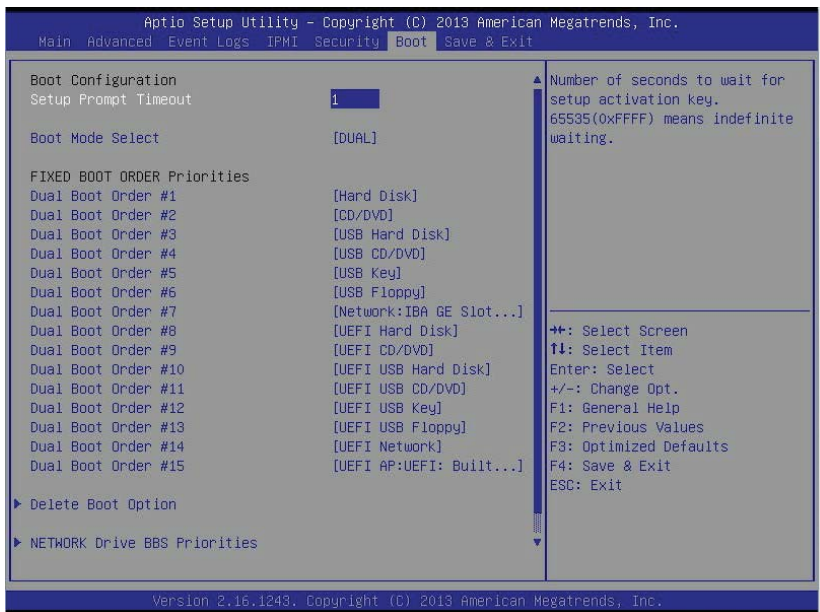 Aptio Setup Utility – Copyright (C) 2013 American Megatrends, Inc.
Main Advanced Event Logs IPMI Security Boot Save & Exit
Boot Configuration
Setup Prompt Timeout 1
Boot Mode Select [DUAL]
FIXED BOOT ORDER Priorities
Dual Boot Order #1 [Hard Disk]
Dual Boot Order #2 [CD/DVD]
Dual Boot Order #3 [USB Hard Disk]
Dual Boot Order #4 [USB CD/DVD]
Dual Boot Order #5 [USB Key]
Dual Boot Order #6 [USB Floppy]
Dual Boot Order #7 [Network:IBA GE Slot...]
Dual Boot Order #8 [UEFI Hard Disk]
Dual Boot Order #9 [UEFI CD/DVD]
Dual Boot Order #10 [UEFI USB Hard Disk]
Dual Boot Order #11 [UEFI USB CD/DVD]
Dual Boot Order #12 [UEFI USB Key]
Dual Boot Order #13 [UEFI USB Floppy]
Dual Boot Order #14 [UEFI Network]
Dual Boot Order #15 [UEFI AP:UEFI: Built...]
Delete Boot Option
NETWORK Drive BBS Priorities
Number of seconds to wait for
setup activation key.
65535(0xFFFF) means indefinite
waiting.
→←: Select Screen
↑↓: Select Item
Enter: Select
+/-: Change Opt.
F1: General Help
F2: Previous Values
F3: Optimized Defaults
F4: Save & Exit
ESC: Exit
Version 2.16.1243. Copyright (C) 2013 American Megatrends, Inc.